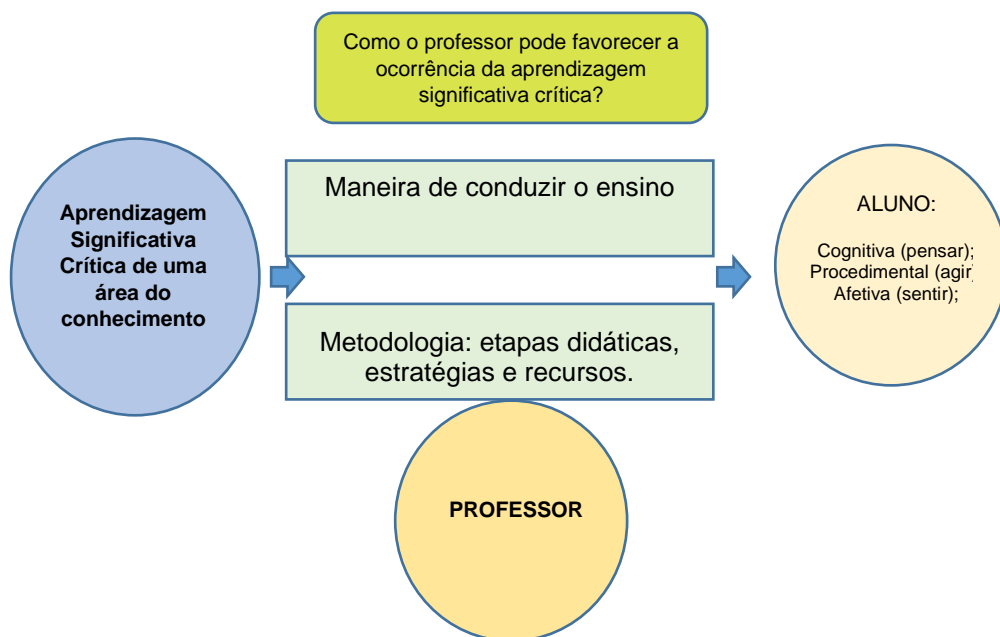 Como o professor pode favorecer a
ocorrência da aprendizagem
significativa crítica?
Aprendizagem
Significativa
Crítica de uma
área do
conhecimento
Maneira de conduzir o ensino
Metodologia: etapas didáticas,
estratégias e recursos.
ALUNO:
Cognitiva (pensar);
Procedimental (agir)
Afetiva (sentir);
PROFESSOR